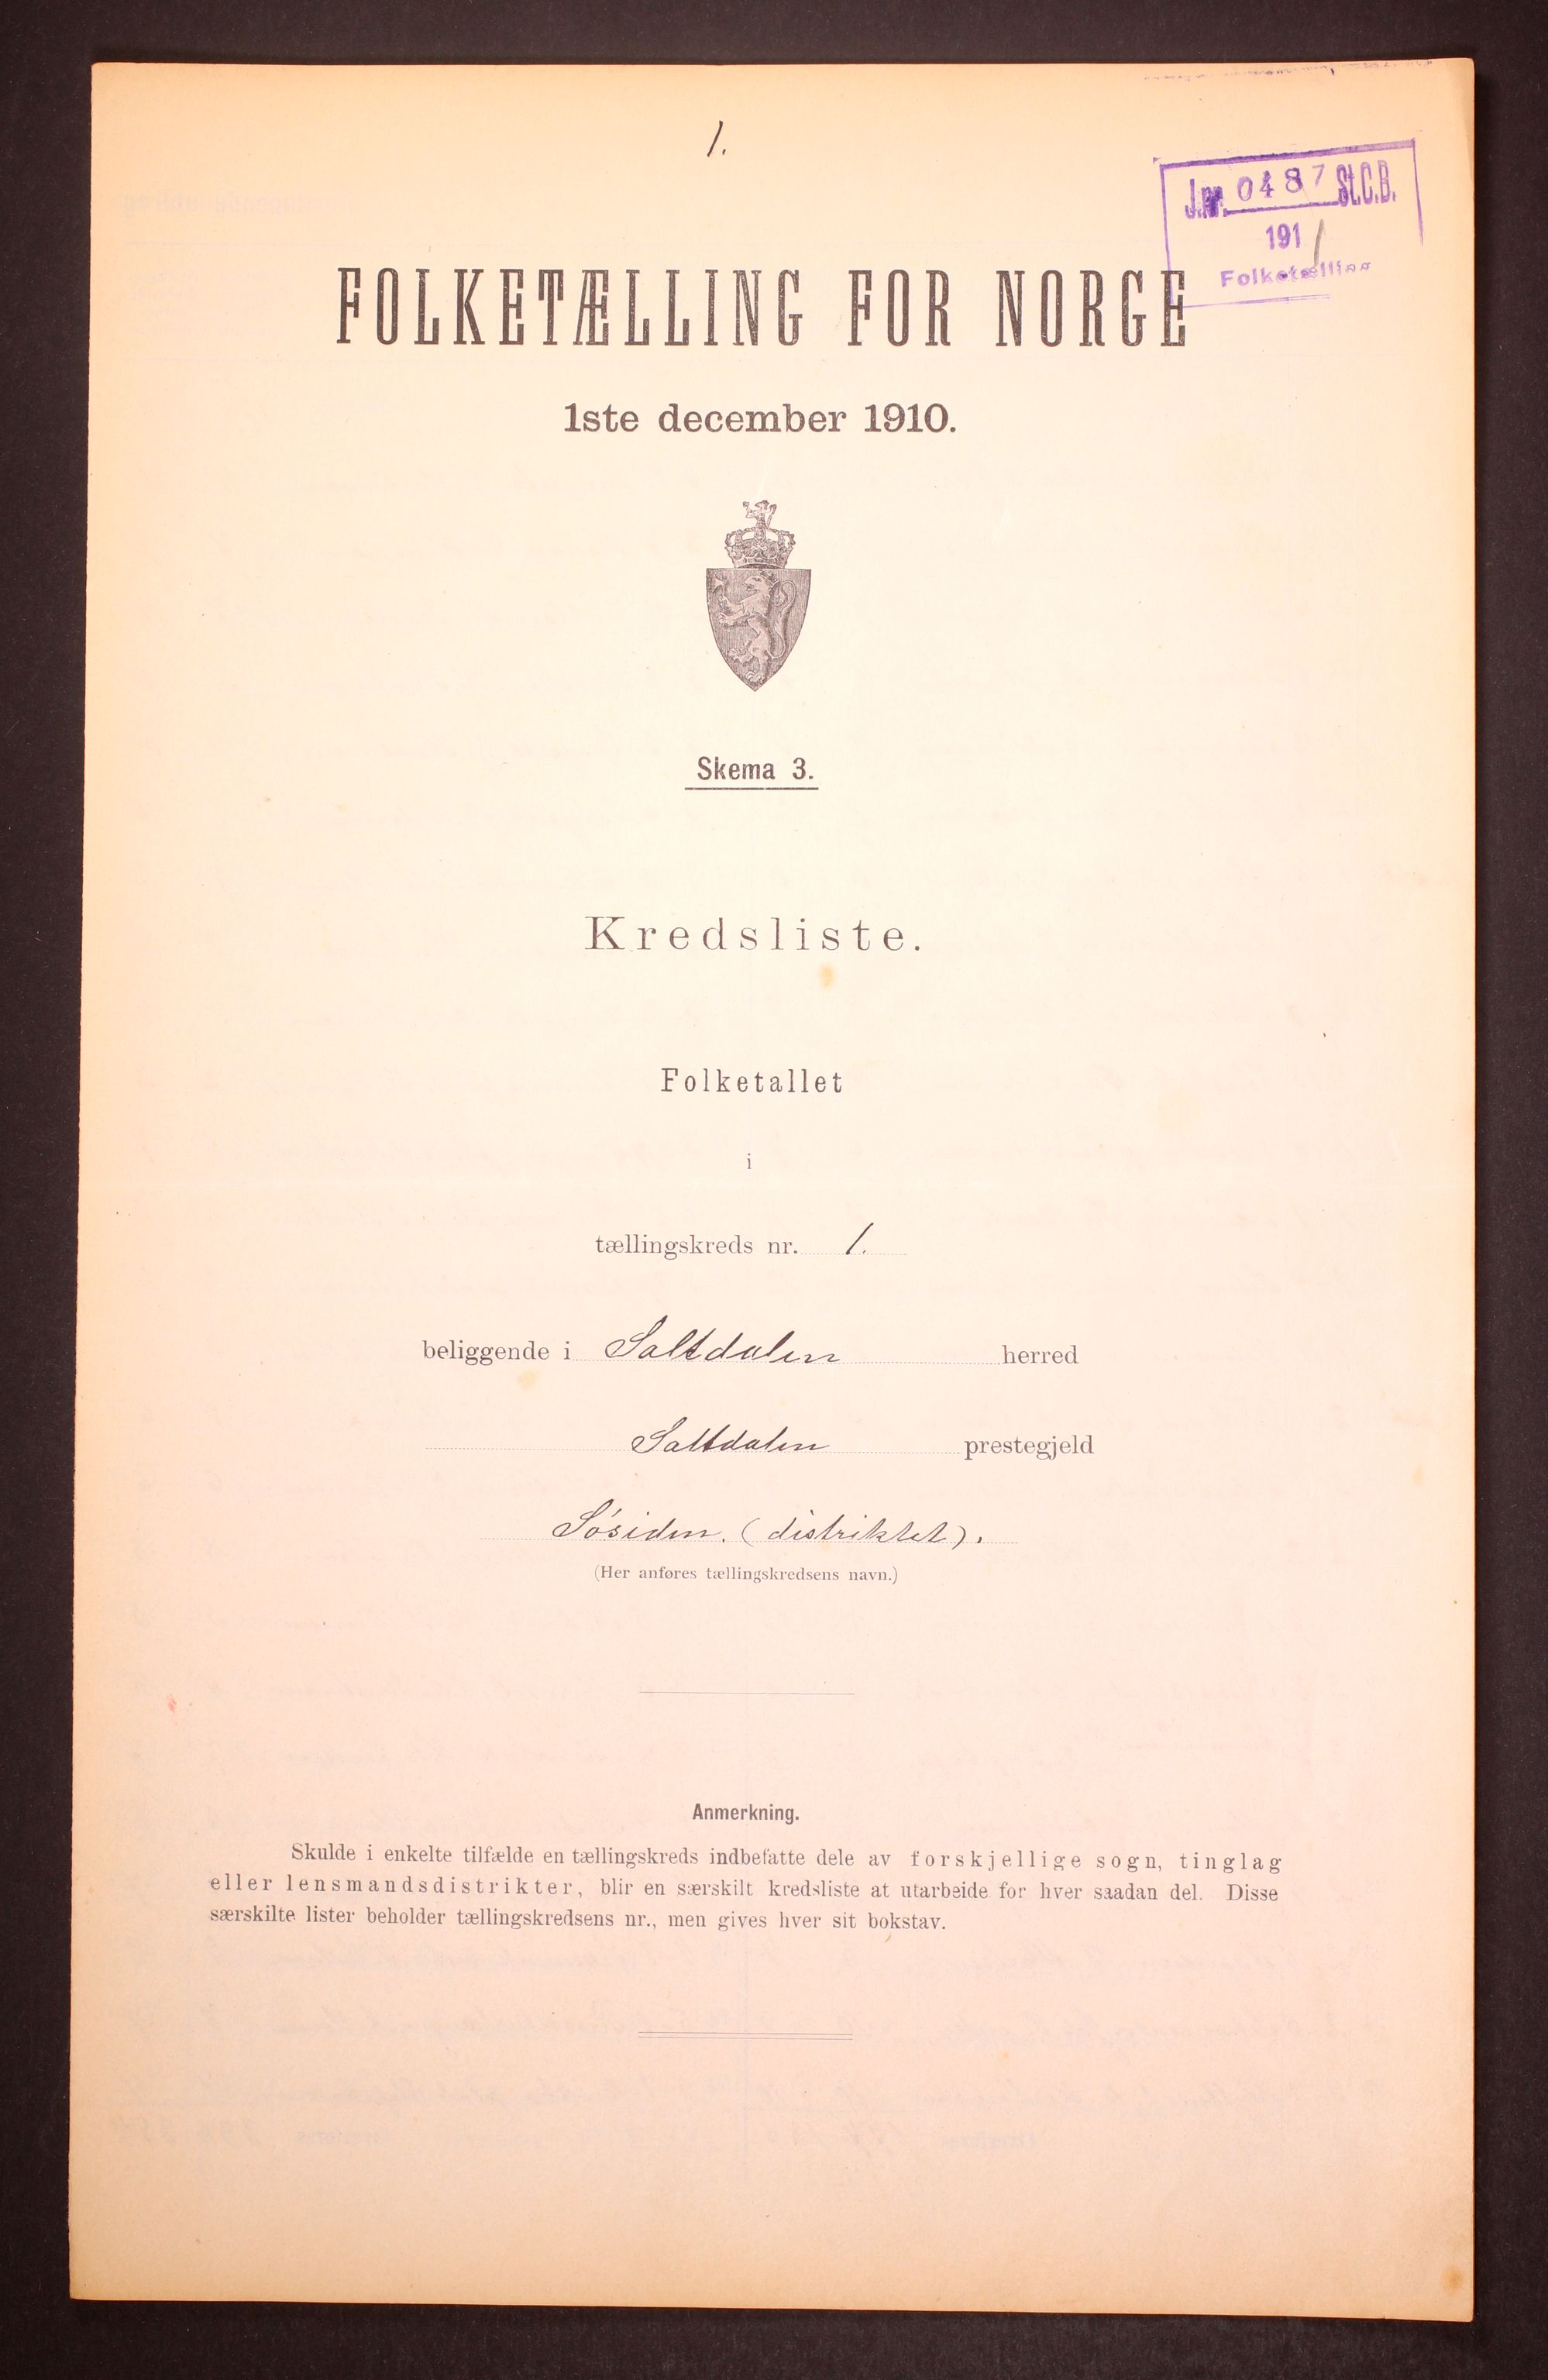 1.
J.nr. 0487 St.C.B.
1911
Folketælling
FOLKETÆLLING FOR NORGE
1ste december 1910.
Skema 3.
Kredsliste.
Folketallet
i
tællingskreds nr. 1.
beliggende i Saltdalen herred
Saltdalen prestegjeld
Søsiden. (distriktet).
(Her anføres tællingskredsens navn.)
Anmerkning.
Skulde i enkelte tilfælde en tællingskreds indbefatte dele av forskjellige sogn, tinglag
eller lensmandsdistrikter, blir en særskilt kredsliste at utarbeide for hver saadan del. Disse
særskilte lister beholder tællingskredsens nr., men gives hver sit bokstav.